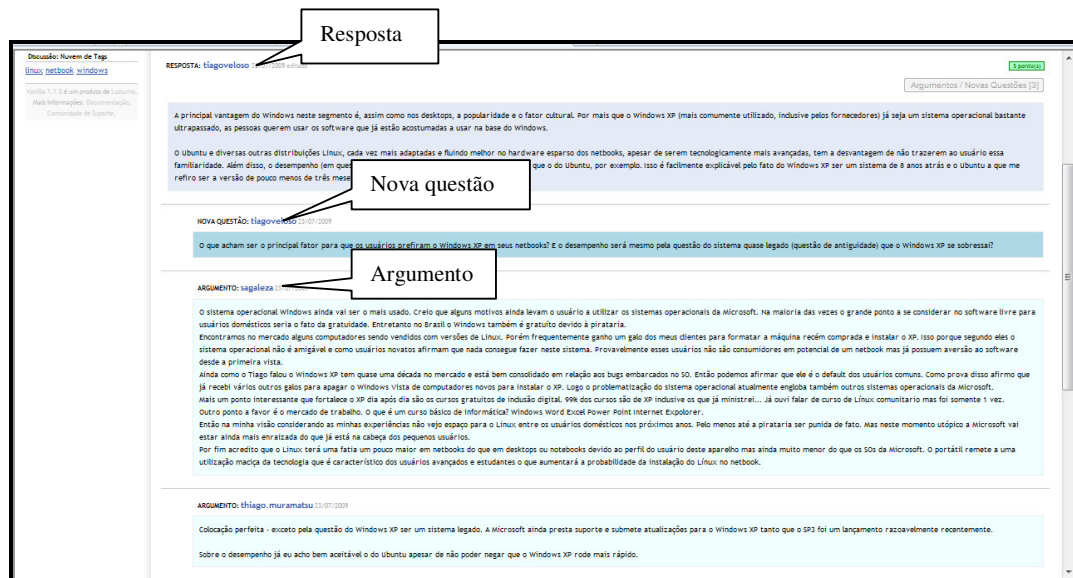 Resposta
Discussão: Nuvem de Tags
linux netbook windows
Vanilla 1.1.5 é um produto de Lussumo.
Mais Informações: Documentação,
Comunidade de Suporte.
RESPOSTA: tiagoveloso
5 ponto(s)
Argumentos / Novas Questões [3]
A principal vantagem do Windows neste segmento é, assim como nos desktops, a popularidade e o fator cultural. Por mais que o Windows XP (mais comumente utilizado, inclusive pelos fornecedores) já seja um sistema operacional bastante
ultrapassado, as pessoas querem usar os software que já estão acostumadas a usar na base do Windows.
O Ubuntu e diversas outras distribuições Linux, cada vez mais adaptadas e fluindo melhor no hardware esparso dos netbooks, apesar de serem tecnologicamente mais avançadas, tem a desvantagem de não trazerem ao usuário essa
familiaridade. Além disso, o desempenho (em que o do Ubuntu, por exemplo. Isso é facilmente explicável pelo fato do Windows XP ser um sistema de 8 anos atrás e o Ubuntu a que me
refiro ser a versão de pouco menos de três
Nova questão
NOVA QUESTÃO: tiagoveloso 23/07/2009
O que acham ser o principal fator para que os usuários prefiram o Windows XP em seus netbooks? E o desempenho será mesmo pela questão do sistema quase legado (questão de antiguidade) que o Windows XP se sobressai?
Argumento
ARGUMENTO: sagaleza
O sistema operacional Windows ainda vai ser o mais usado. Creio que alguns motivos ainda levam o usuário a utilizar os sistemas operacionais da Microsoft. Na maioria das vezes o grande ponto a se considerar no software livre para
usuários domésticos seria o fato da gratuidade. Entretanto no Brasil o Windows também é gratuíto devido à pirataria.
Encontramos no mercado alguns computadores sendo vendidos com versões de Linux. Porém frequentemente ganho um galo dos meus clientes para formatar a máquina recém comprada e instalar o XP. Isso porque segundo eles o
sistema operacional não é amigável e como usuários novatos afirmam que nada consegue fazer neste sistema. Provavelmente esses usuários não são consumidores em potencial de um netbook mas já possuem aversão ao software
desde a primeira vista.
Ainda como o Tiago falou o Windows XP tem quase uma década no mercado e está bem consolidado em relação aos bugs embarcados no SO. Então podemos afirmar que ele é o default dos usuários comuns. Como prova disso afirmo que
já recebi vários outros galos para apagar o Windows Vista de computadores novos para instalar o XP. Logo o problematização do sistema operacional atualmente engloba também outros sistemas operacionais da Microsoft.
Mais um ponto interessante que fortalece o XP dia após dia são os cursos gratuitos de inclusão digital. 99% dos cursos são de XP inclusive os que já ministrei... Já ouvi falar de curso de Línux comunitario mas foi somente 1 vez.
Outro ponto a favor é o mercado de trabalho. O que é um curso básico de informática? Windows Word Excel Power Point Internet Expolorer.
Então na minha visão considerando as minhas experiências não vejo espaço para o Linux entre os usuários domésticos nos próximos anos. Pelo menos até a pirataria ser punida de fato. Mas neste momento utópico a Microsoft vai
estar ainda mais enraizada do que já está na cabeça dos pequenos usuários.
Por fim acredito que o Linux terá uma fatia um pouco maior em netbooks do que em desktops ou notebooks devido ao perfil do usuário deste aparelho mas ainda muito menor do que os SOs da Microsoft. O portátil remete a uma
utilização maciça da tecnologia que é característico dos usuários avançados e estudantes o que aumentará a probabilidade da instalação do Línux no netbook.
ARGUMENTO: thiago.muramatsu 23/07/2009
Colocação perfeita - exceto pela questão do Windows XP ser um sistema legado. A Microsoft ainda presta suporte e submete atualizações para o Windows XP tanto que o SP3 foi um lançamento razoavelmente recentemente.
Sobre o desempenho já eu acho bem aceitável o do Ubuntu apesar de não poder negar que o Windows XP rode mais rápido.